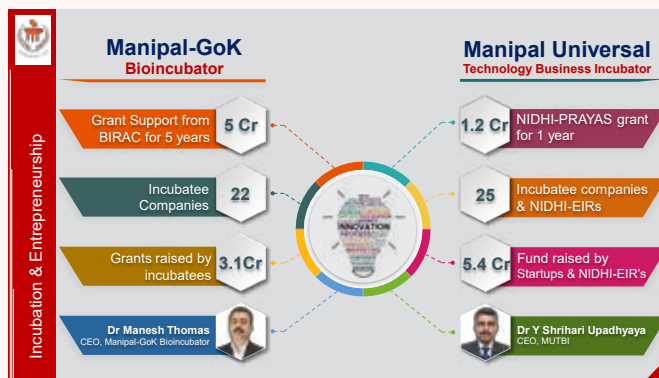 Incubation & Entrepreneurship
Manipal-GoK
Bioincubator
Grant Support from
BIRAC for 5 years
5 Cr
Incubatee
Companies
22
Grants raised by
incubatees
3.1Cr
Dr Manesh Thomas
CEO, Manipal-GoK Bioincubator
INNOVATION
PROCESS
Manipal Universal
Technology Business Incubator
1.2 Cr
NIDHI-PRAYAS grant
for 1 year
25
Incubatee companies
& NIDHI-EIRs
5.4 Cr
Fund raised by
Startups & NIDHI-EIR's
Dr Y Shrihari Upadhyaya
CEO, MUTBI